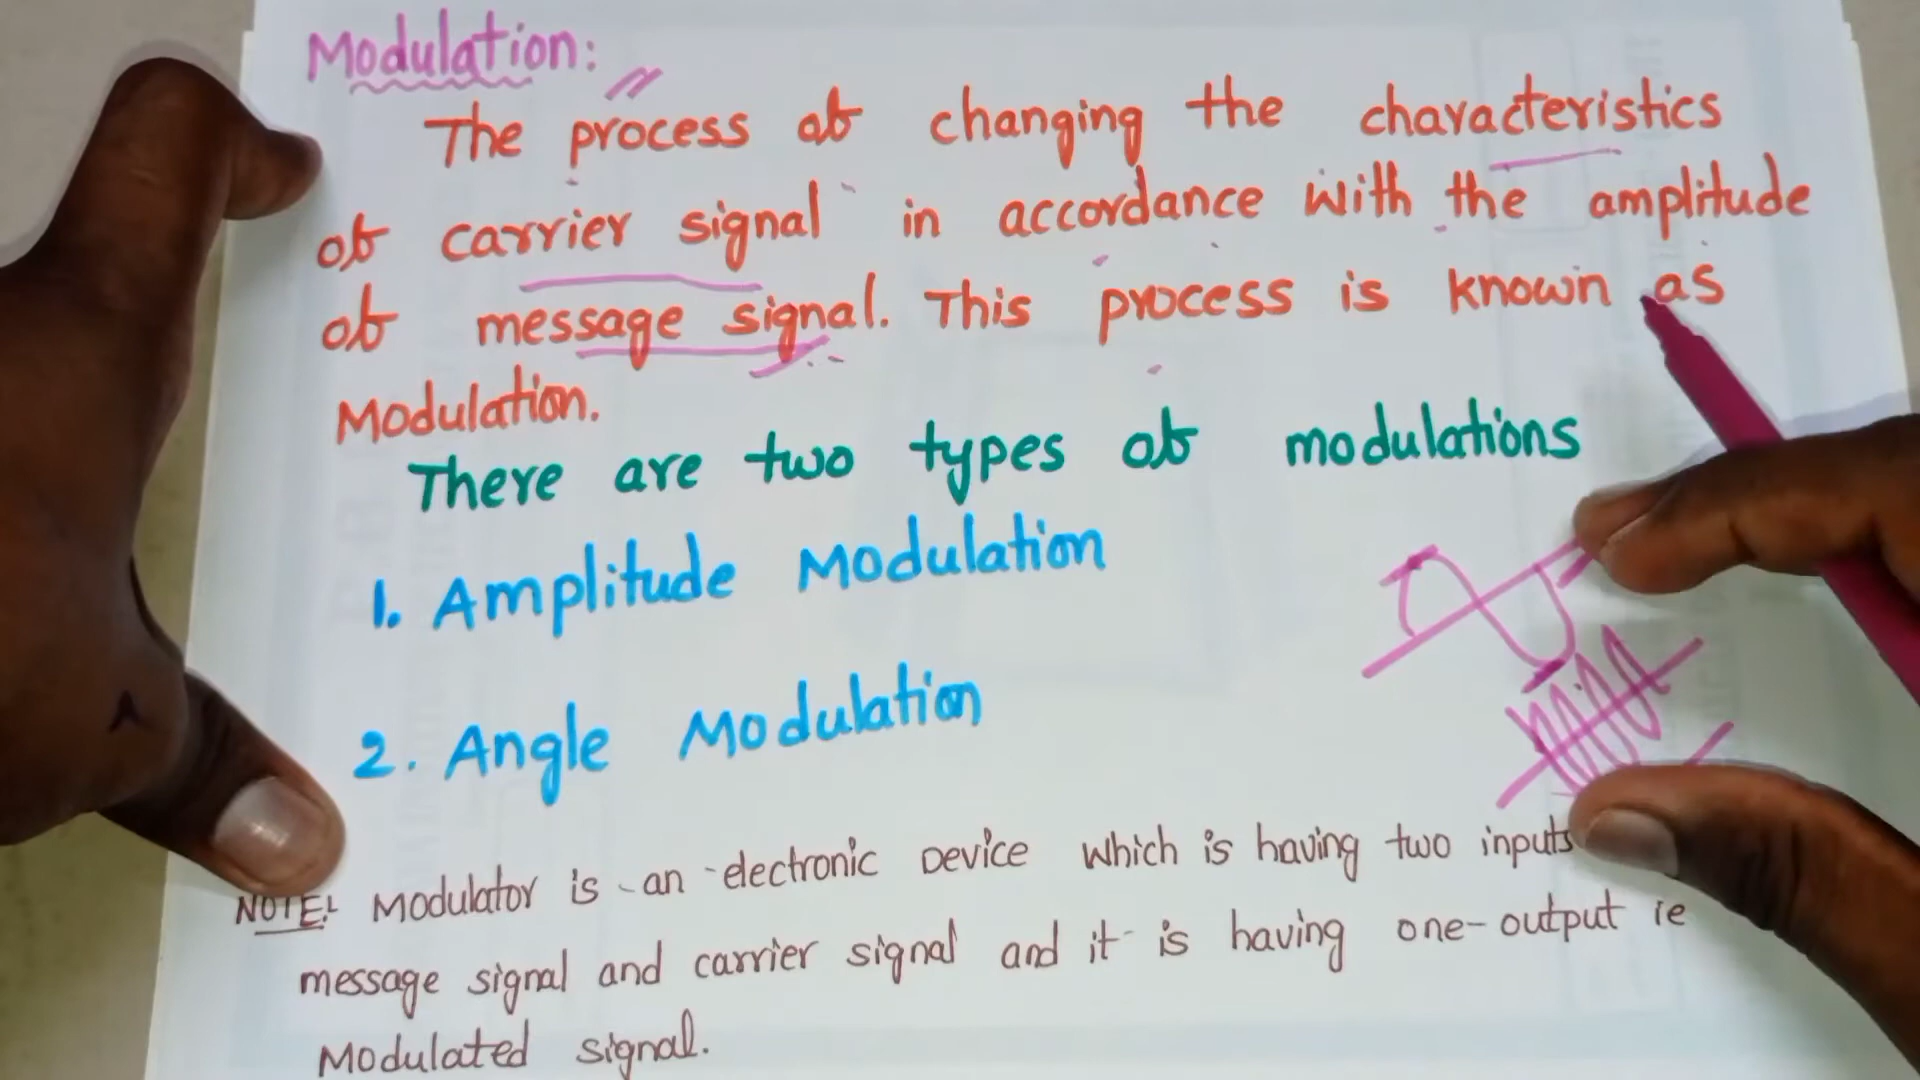 Modulation:
The process of changing the characteristics
of carrier signal in accordance with the amplitude
of message signal. This process is known as
Modulation.
There are two types of modulations
1. Amplitude Modulation
2. Angle Modulation
NOTE:- Modulator is an electronic Device which is having two inputs
message signal and carrier signal and it is having one-output ie
Modulated signal.